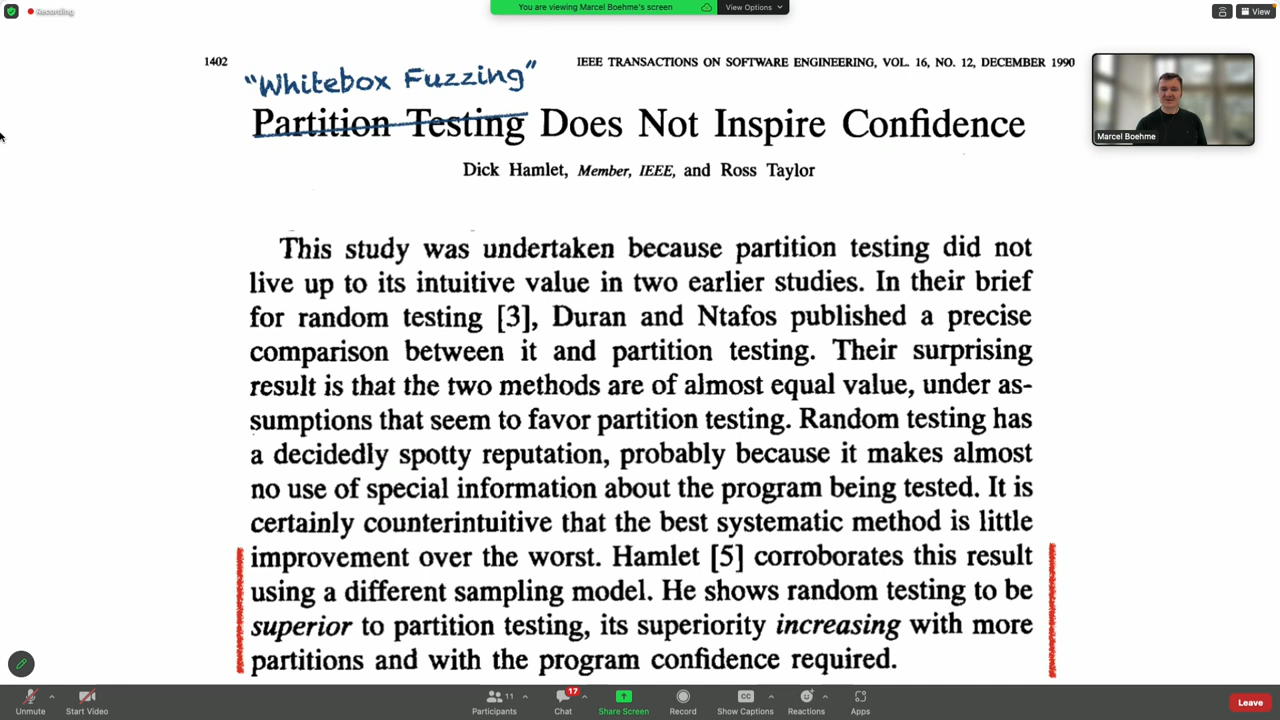 Recording
You are viewing Marcel Boehme's screen
View Options
View
1402
"Whitebox Fuzzing"
IEEE TRANSACTIONS ON SOFTWARE ENGINEERING, VOL. 16, NO. 12, DECEMBER 1990
Partition Testing Does Not Inspire Confidence
Marcel Boehme
Dick Hamlet, Member, IEEE, and Ross Taylor
This study was undertaken because partition testing did not
live up to its intuitive value in two earlier studies. In their brief
for random testing [3], Duran and Ntafos published a precise
comparison between it and partition testing. Their surprising
result is that the two methods are of almost equal value, under as-
sumptions that seem to favor partition testing. Random testing has
a decidedly spotty reputation, probably because it makes almost
no use of special information about the program being tested. It is
certainly counterintuitive that the best systematic method is little
improvement over the worst. Hamlet [5] corroborates this result
using a different sampling model. He shows random testing to be
superior to partition testing, its superiority increasing with more
partitions and with the program confidence required.
Unmute
Start Video
Participants
11
Chat
17
Share Screen
Record
CC
Show Captions
Reactions
Apps
Leave